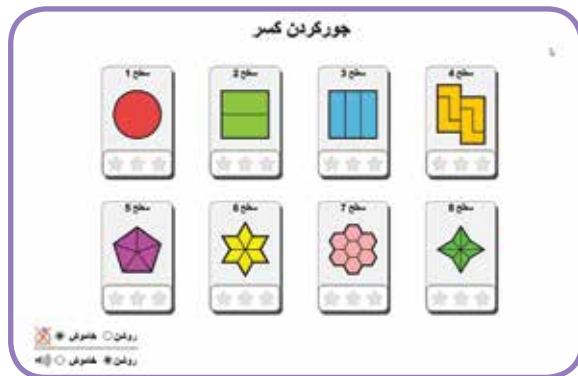 جورکردن کسر
سطح 1
سطح 2
سطح 3
سطح 4
سطح 5
سطح 6
سطح 7
سطح 8
روشن خاموش
روشن خاموش